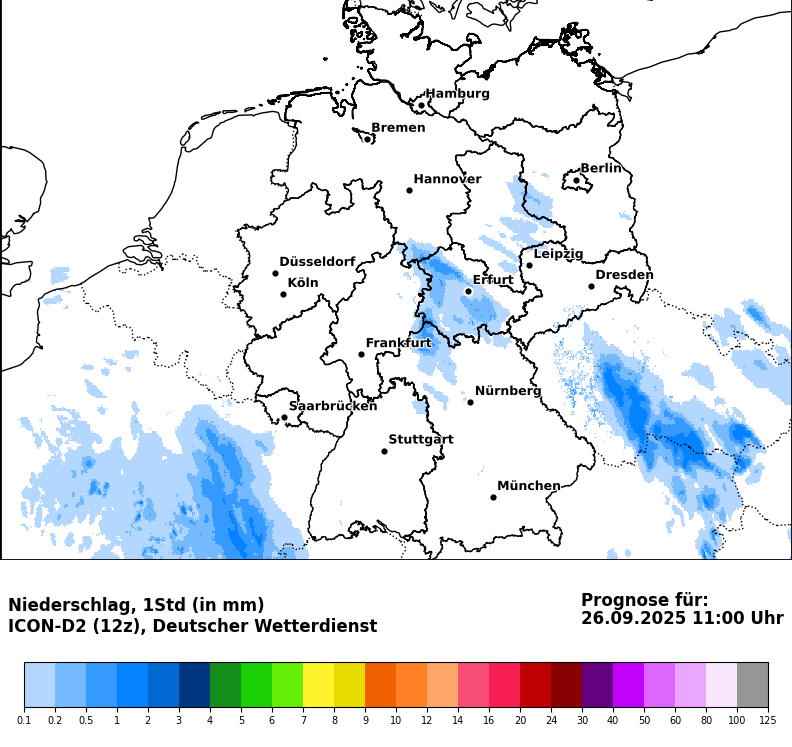 Hamburg
Bremen
Berlin
Hannover
Leipzig
Düsseldorf
Dresden
Köln
Erfurt
Frankfurt
Nürnberg
Saarbrücken
Stuttgart
München
Niederschlag, 1Std (in mm)
ICON-D2 (12z), Deutscher Wetterdienst
Prognose für:
26.09.2025 11:00 Uhr
0.1 0.2 0.5 1 2 3 4 5 6 7 8 9 10 12 14 16 20 24 30 40 50 60 80 100 125